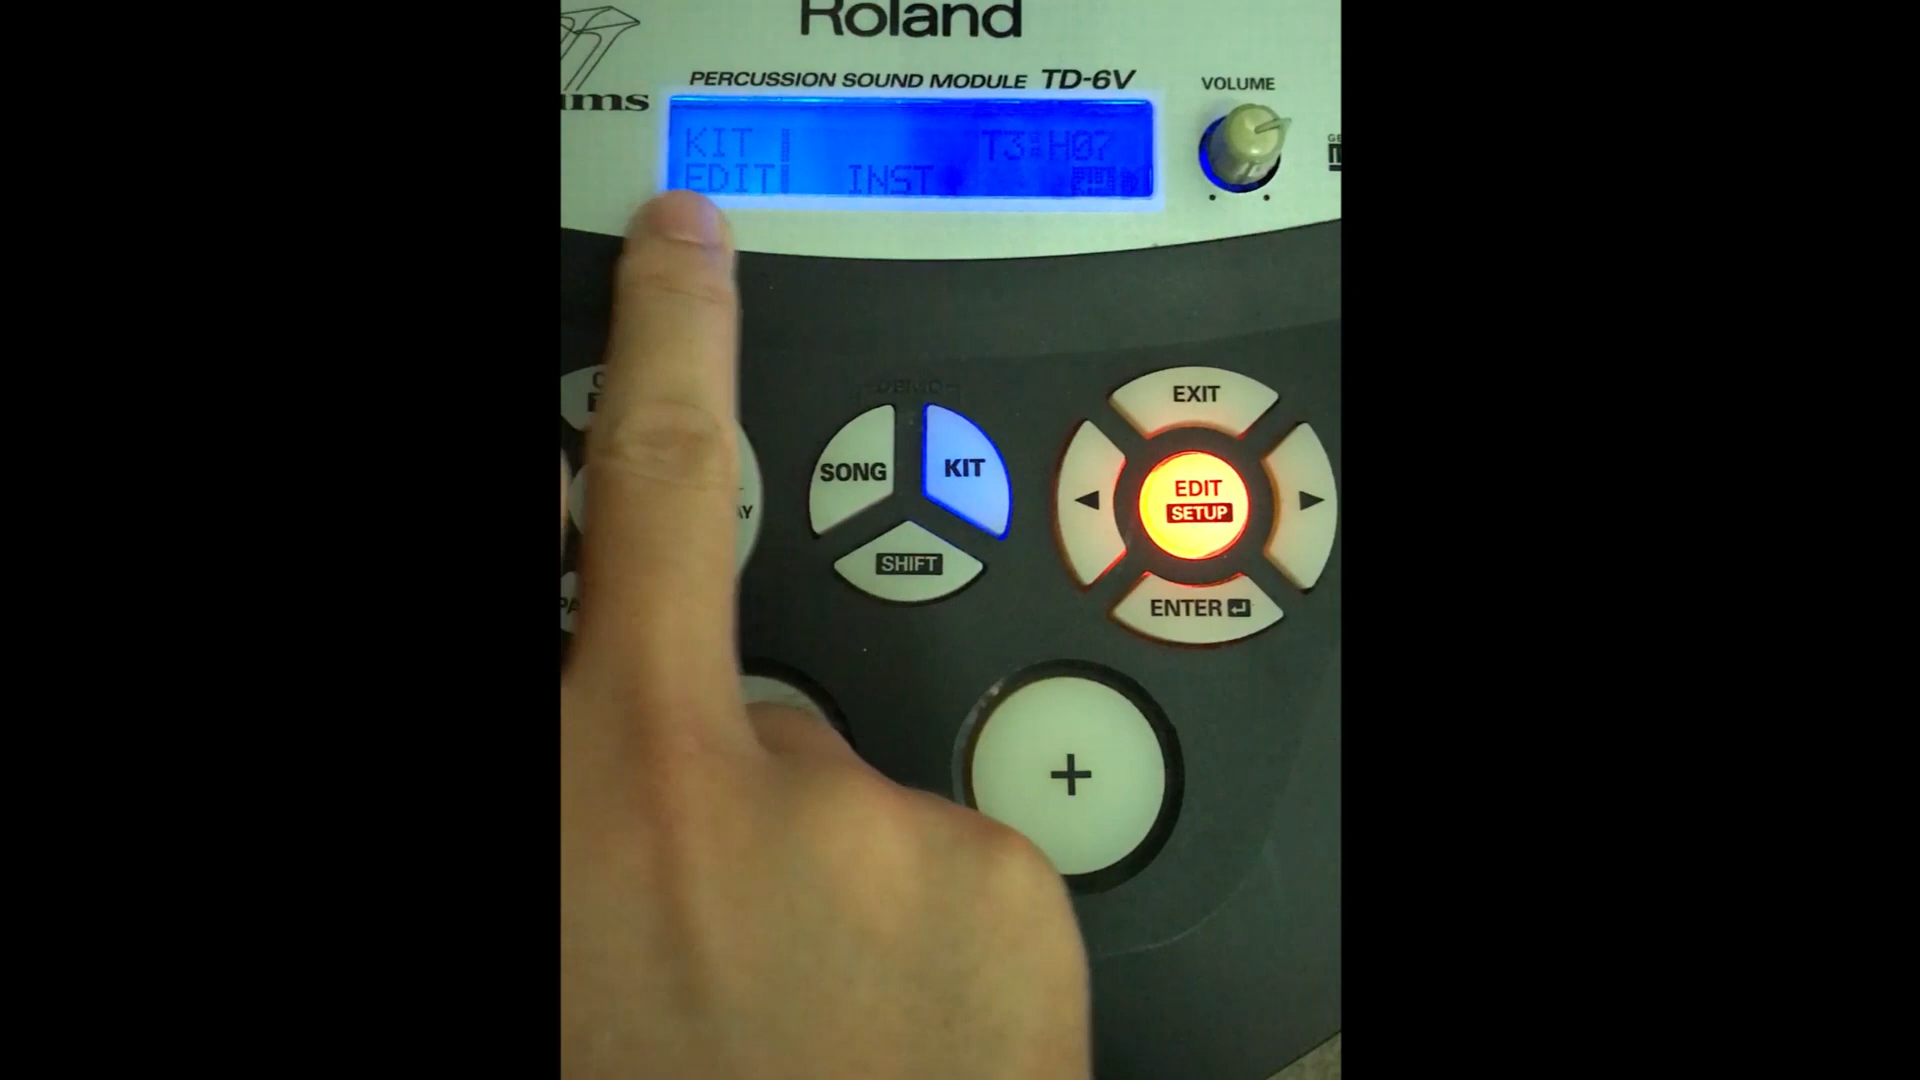 Roland
PERCUSSION SOUND MODULE TD-6V
VOLUME
KIT T3:H07
EDIT INST
SONG
KIT
SHIFT
EXIT
EDIT
SETUP
ENTER
+